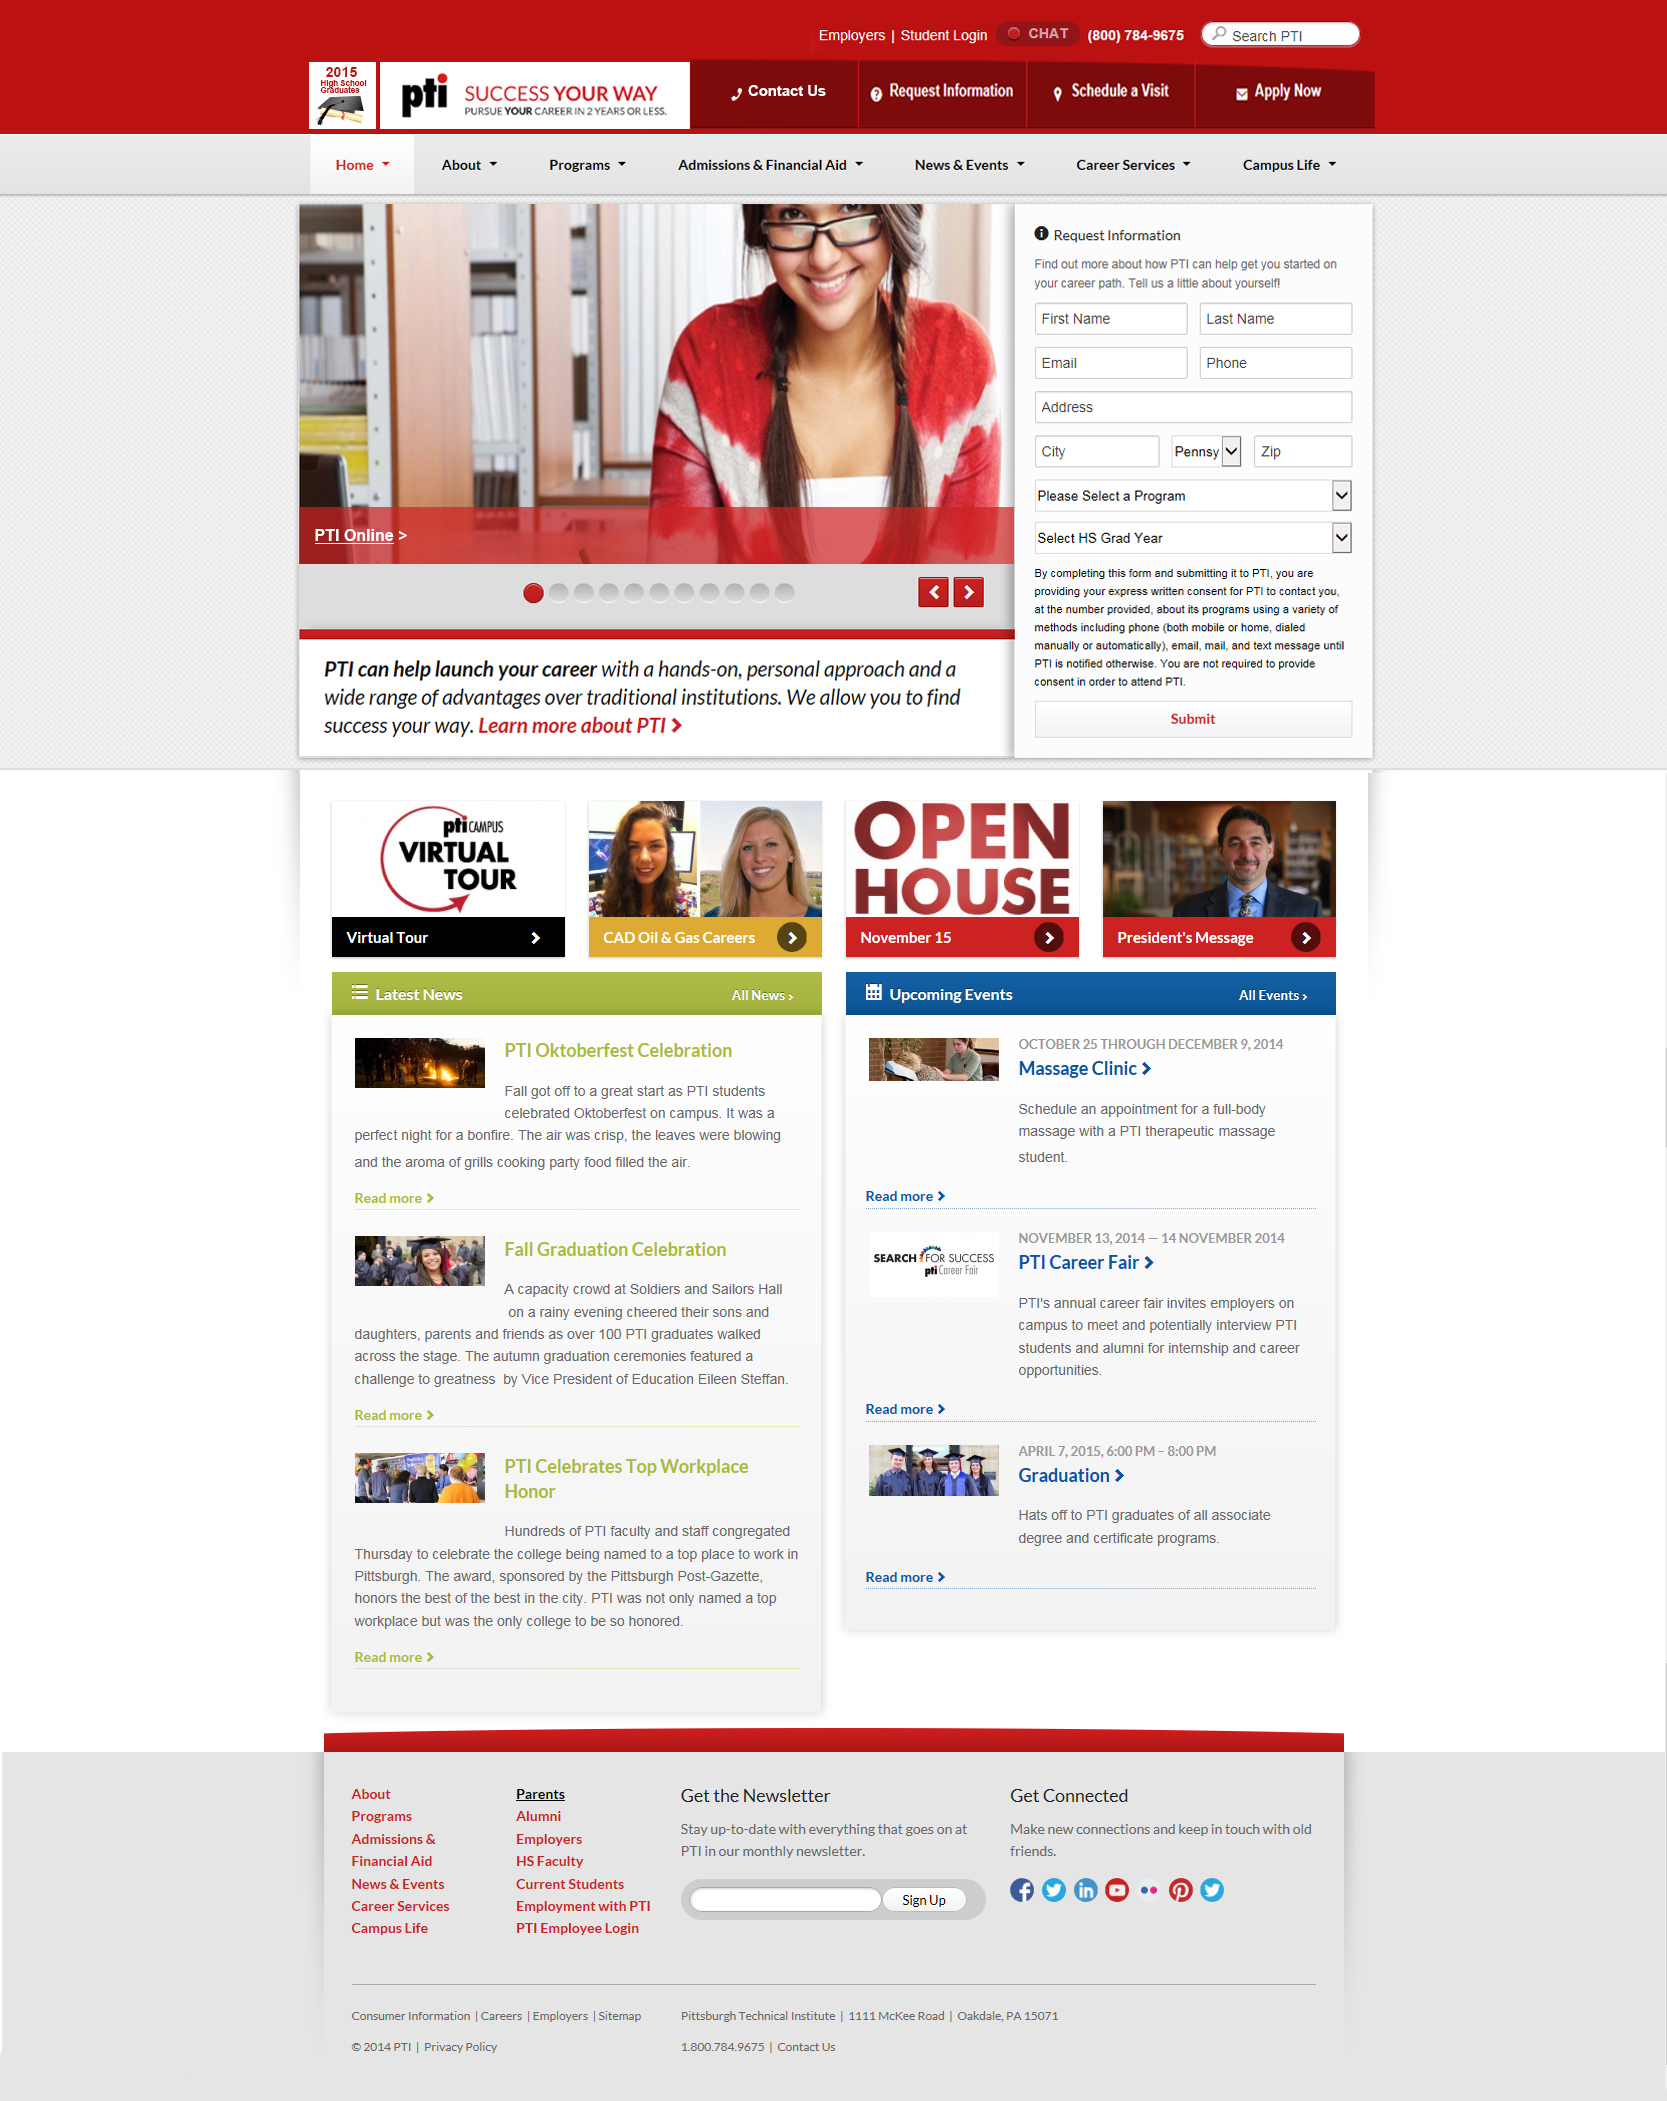 Employers | Student Login CHAT (800) 784-9675 Search PTI
2015
High School
Graduates
pti SUCCESS YOUR WAY
PURSUE YOUR CAREER IN 2 YEARS OR LESS.
Contact Us Request Information Schedule a Visit Apply Now
Home About Programs Admissions & Financial Aid News & Events Career Services Campus Life
PTI Online >
PTI can help launch your career with a hands-on, personal approach and a
wide range of advantages over traditional institutions. We allow you to find
success your way. Learn more about PTI
Request Information
Find out more about how PTI can help get you started on
your career path. Tell us a little about yourself!
First Name Last Name
Email Phone
Address
City Pennsy Zip
Please Select a Program
Select HS Grad Year
By completing this form and submitting it to PTI, you are
providing your express written consent for PTI to contact you,
at the number provided, about its programs using a variety of
methods including phone (both mobile or home, dialed
manually or automatically), email, mail, and text message until
PTI is notified otherwise. You are not required to provide
consent in order to attend PTI.
Submit
pti CAMPUS
VIRTUAL
TOUR
Virtual Tour
CAD Oil & Gas Careers
OPEN
HOUSE
November 15
President's Message
Latest News All News ›
PTI Oktoberfest Celebration
Fall got off to a great start as PTI students
celebrated Oktoberfest on campus. It was a
perfect night for a bonfire. The air was crisp, the leaves were blowing
and the aroma of grills cooking party food filled the air.
Read more
Fall Graduation Celebration
A capacity crowd at Soldiers and Sailors Hall
on a rainy evening cheered their sons and
daughters, parents and friends as over 100 PTI graduates walked
across the stage. The autumn graduation ceremonies featured a
challenge to greatness by Vice President of Education Eileen Steffan.
Read more
PTI Celebrates Top Workplace
Honor
Hundreds of PTI faculty and staff congregated
Thursday to celebrate the college being named to a top place to work in
Pittsburgh. The award, sponsored by the Pittsburgh Post-Gazette,
honors the best of the best in the city. PTI was not only named a top
workplace but was the only college to be so honored.
Read more
Upcoming Events All Events ›
OCTOBER 25 THROUGH DECEMBER 9, 2014
Massage Clinic
Schedule an appointment for a full-body
massage with a PTI therapeutic massage
student.
Read more
SEARCH FOR SUCCESS
pti Career Fair
NOVEMBER 13, 2014 — 14 NOVEMBER 2014
PTI Career Fair
PTI's annual career fair invites employers on
campus to meet and potentially interview PTI
students and alumni for internship and career
opportunities.
Read more
APRIL 7, 2015, 6:00 PM – 8:00 PM
Graduation
Hats off to PTI graduates of all associate
degree and certificate programs.
Read more
About
Programs
Admissions &
Financial Aid
News & Events
Career Services
Campus Life
Parents
Alumni
Employers
HS Faculty
Current Students
Employment with PTI
PTI Employee Login
Get the Newsletter
Stay up-to-date with everything that goes on at
PTI in our monthly newsletter.
Sign Up
Get Connected
Make new connections and keep in touch with old
friends.
Consumer Information | Careers | Employers | Sitemap
© 2014 PTI | Privacy Policy
Pittsburgh Technical Institute | 1111 McKee Road | Oakdale, PA 15071
1.800.784.9675 | Contact Us